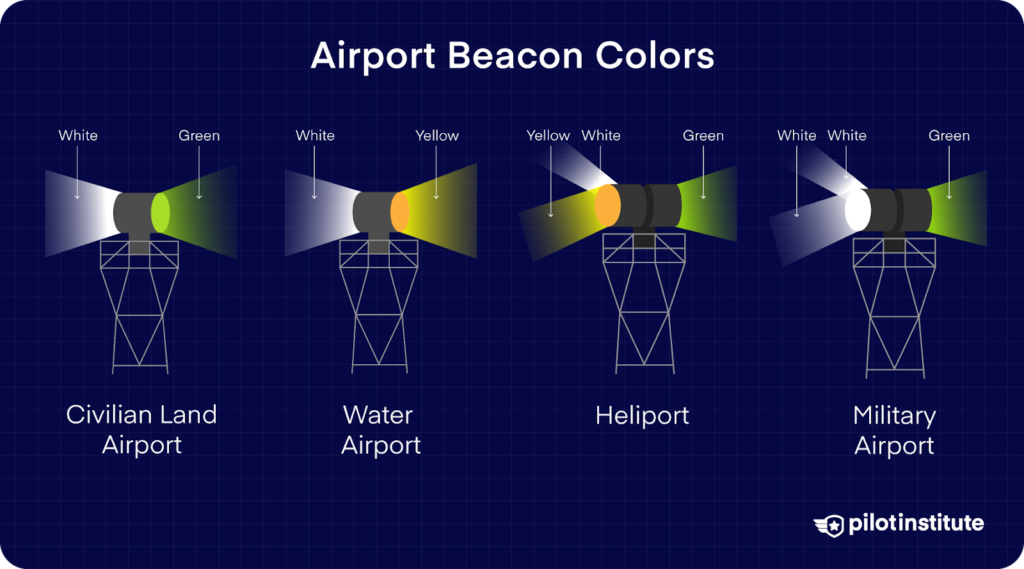 Airport Beacon Colors
White Green
White Yellow
Yellow White Green
White White Green
Civilian Land
Airport
Water
Airport
Heliport
Military
Airport
pilotinstitute